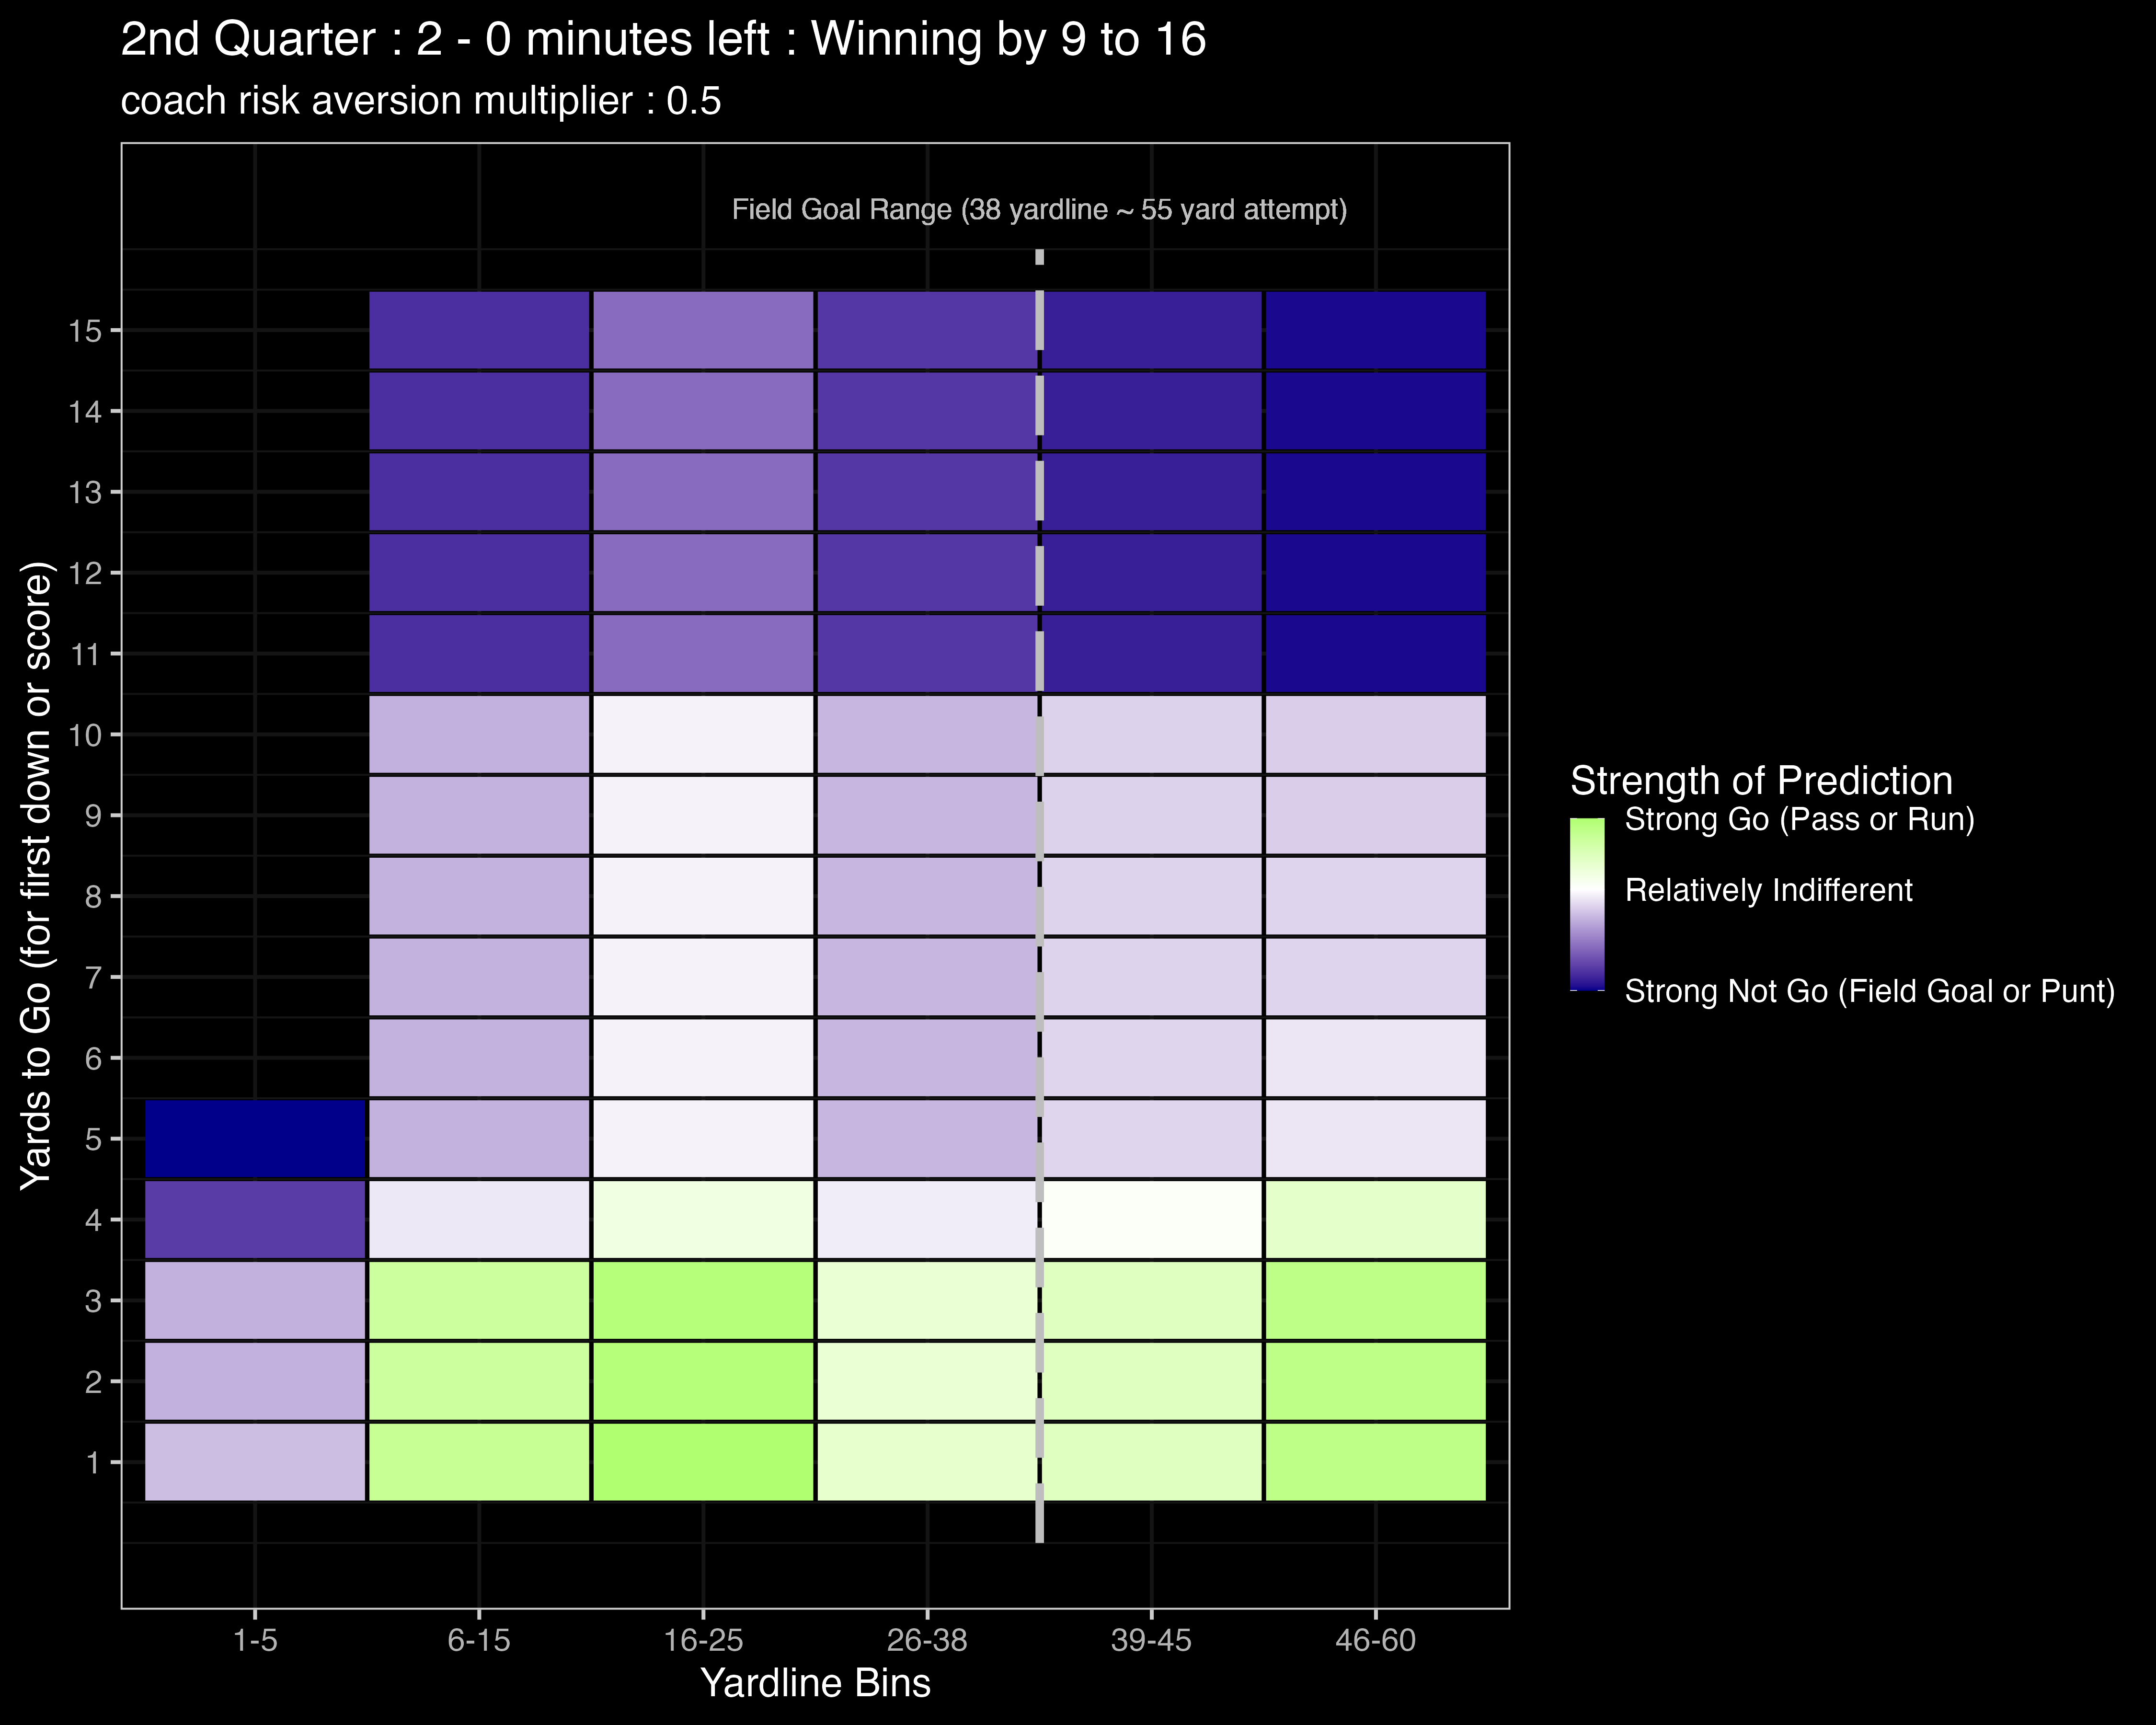 2nd Quarter : 2 - 0 minutes left : Winning by 9 to 16
coach risk aversion multiplier : 0.5
Field Goal Range (38 yardline ~ 55 yard attempt)
Yards to Go (for first down or score)
15
14
13
12
11
10
9
8
7
6
5
4
3
2
1
1-5
6-15
16-25
26-38
39-45
46-60
Yardline Bins
Strength of Prediction
Strong Go (Pass or Run)
Relatively Indifferent
Strong Not Go (Field Goal or Punt)